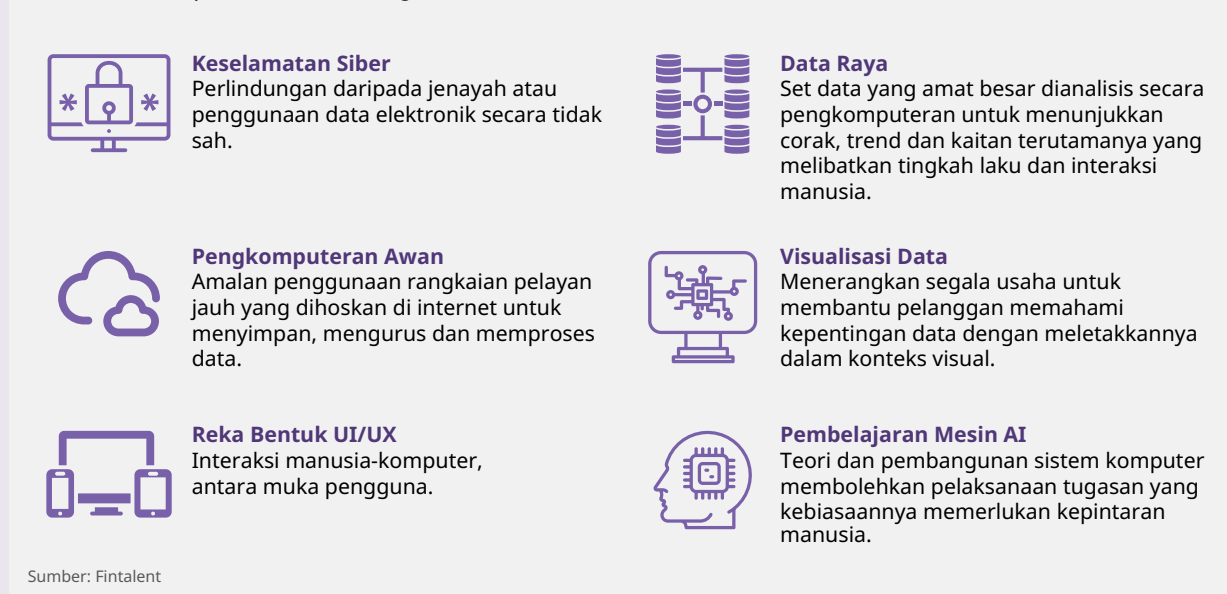 Keselamatan Siber
Perlindungan daripada jenayah atau
penggunaan data elektronik secara tidak
sah.
Data Raya
Set data yang amat besar dianalisis secara
pengkomputeran untuk menunjukkan
corak, trend dan kaitan terutamanya yang
melibatkan tingkah laku dan interaksi
manusia.
Pengkomputeran Awan
Amalan penggunaan rangkaian pelayan
jauh yang dihoskan di internet untuk
menyimpan, mengurus dan memproses
data.
Visualisasi Data
Menerangkan segala usaha untuk
membantu pelanggan memahami
kepentingan data dengan meletakkannya
dalam konteks visual.
Reka Bentuk UI/UX
Interaksi manusia-komputer,
antara muka pengguna.
Pembelajaran Mesin AI
Teori dan pembangunan sistem komputer
membolehkan pelaksanaan tugasan yang
kebiasaannya memerlukan kepintaran
manusia.
Sumber: Fintalent